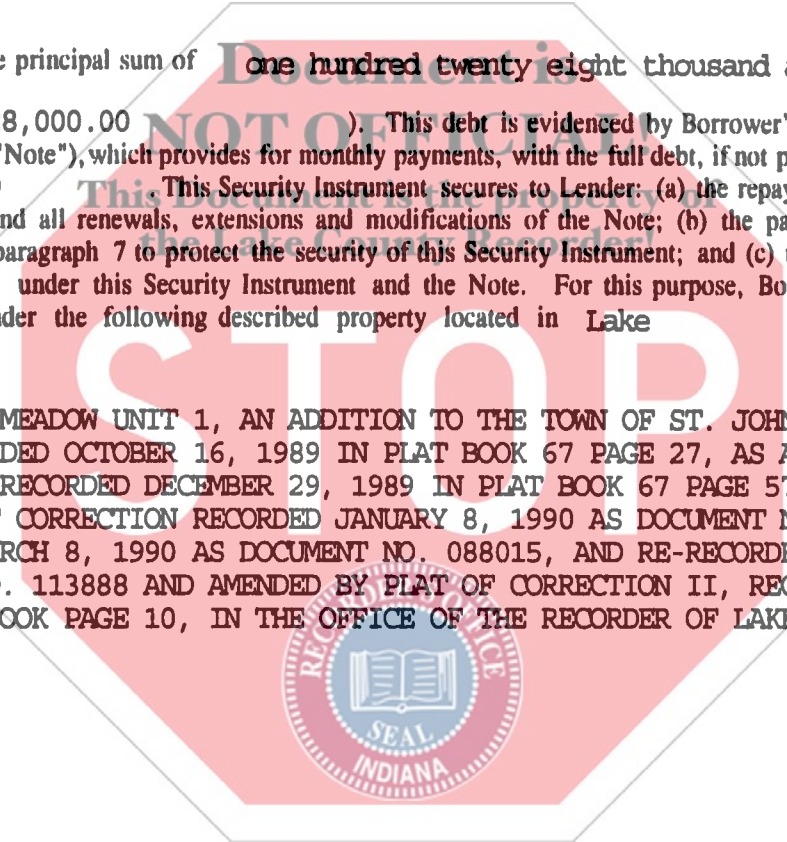 e principal sum of one hundred twenty eight thousand a
8,000.00 ). This debt is evidenced by Borrower'
"Note"), which provides for monthly payments, with the full debt, if not p
. This Security Instrument secures to Lender: (a) the repay
nd all renewals, extensions and modifications of the Note; (b) the pa
paragraph 7 to protect the security of this Security Instrument; and (c) t
under this Security Instrument and the Note. For this purpose, Bo
der the following described property located in Lake
MEADOW UNIT 1, AN ADDITION TO THE TOWN OF ST. JOHN
DED OCTOBER 16, 1989 IN PLAT BOOK 67 PAGE 27, AS A
RECORDED DECEMBER 29, 1989 IN PLAT BOOK 67 PAGE 57
CORRECTION RECORDED JANUARY 8, 1990 AS DOCUMENT N
RCH 8, 1990 AS DOCUMENT NO. 088015, AND RE-RECORDE
. 113888 AND AMENDED BY PLAT OF CORRECTION II, REC
OOK PAGE 10, IN THE OFFICE OF THE RECORDER OF LAKE
Document is
NOT OFFICIAL!
This Document is the property of
the Lake County Recorder!
STOP
RECORDER'S OFFICE
SEAL
INDIANA